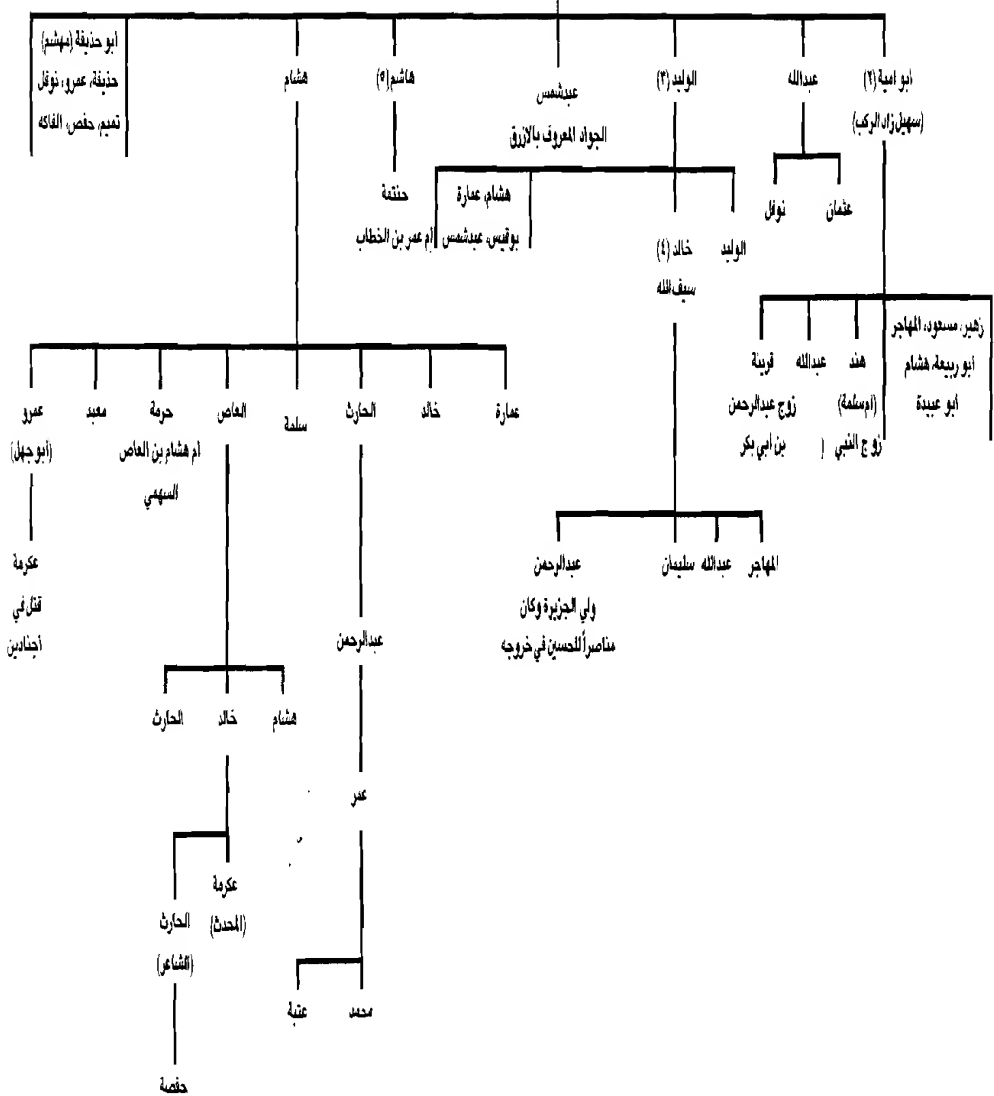 ابو امية (٢)
(سهيل زاد الركب)
عبدالله
الوليد (٣)
عبدشمس
الجواد المعروف بالازرق
هاشم (٥)
هشام
ابو حذيفة (مهشم)
حذيفة، عمرو، نوفل
تميم، حفص، الفاكه
عثمان
نوفل
الوليد
خالد (٤)
سيف الله
هشام، عمارة
بوقيس، عبدشمس
حنتمة
ام عمر بن الخطاب
زهير، مسعود، المهاجر
ابو ربيعة، هشام
ابو عبيدة
هند
(ام سلمة)
زوج النبي
عبدالله
قريبة
زوج عبدالرحمن
بن ابي بكر
عمارة
خالد
الحارث
سلمة
العاص
حرمة
ام هشام بن العاص
السهمي
معبد
عمرو
(ابو جهل)
المهاجر
عبدالله
سليمان
عبدالرحمن
ولي الجزيرة وكان
مناصراً للحسين في خروجه
عكرمة
قتل في
أجنادين
عبدالرحمن
هشام
خالد
الحارث
عمر
عكرمة
(المحدث)
الحارث
(الشاعر)
محمد
عتبة
حفصة